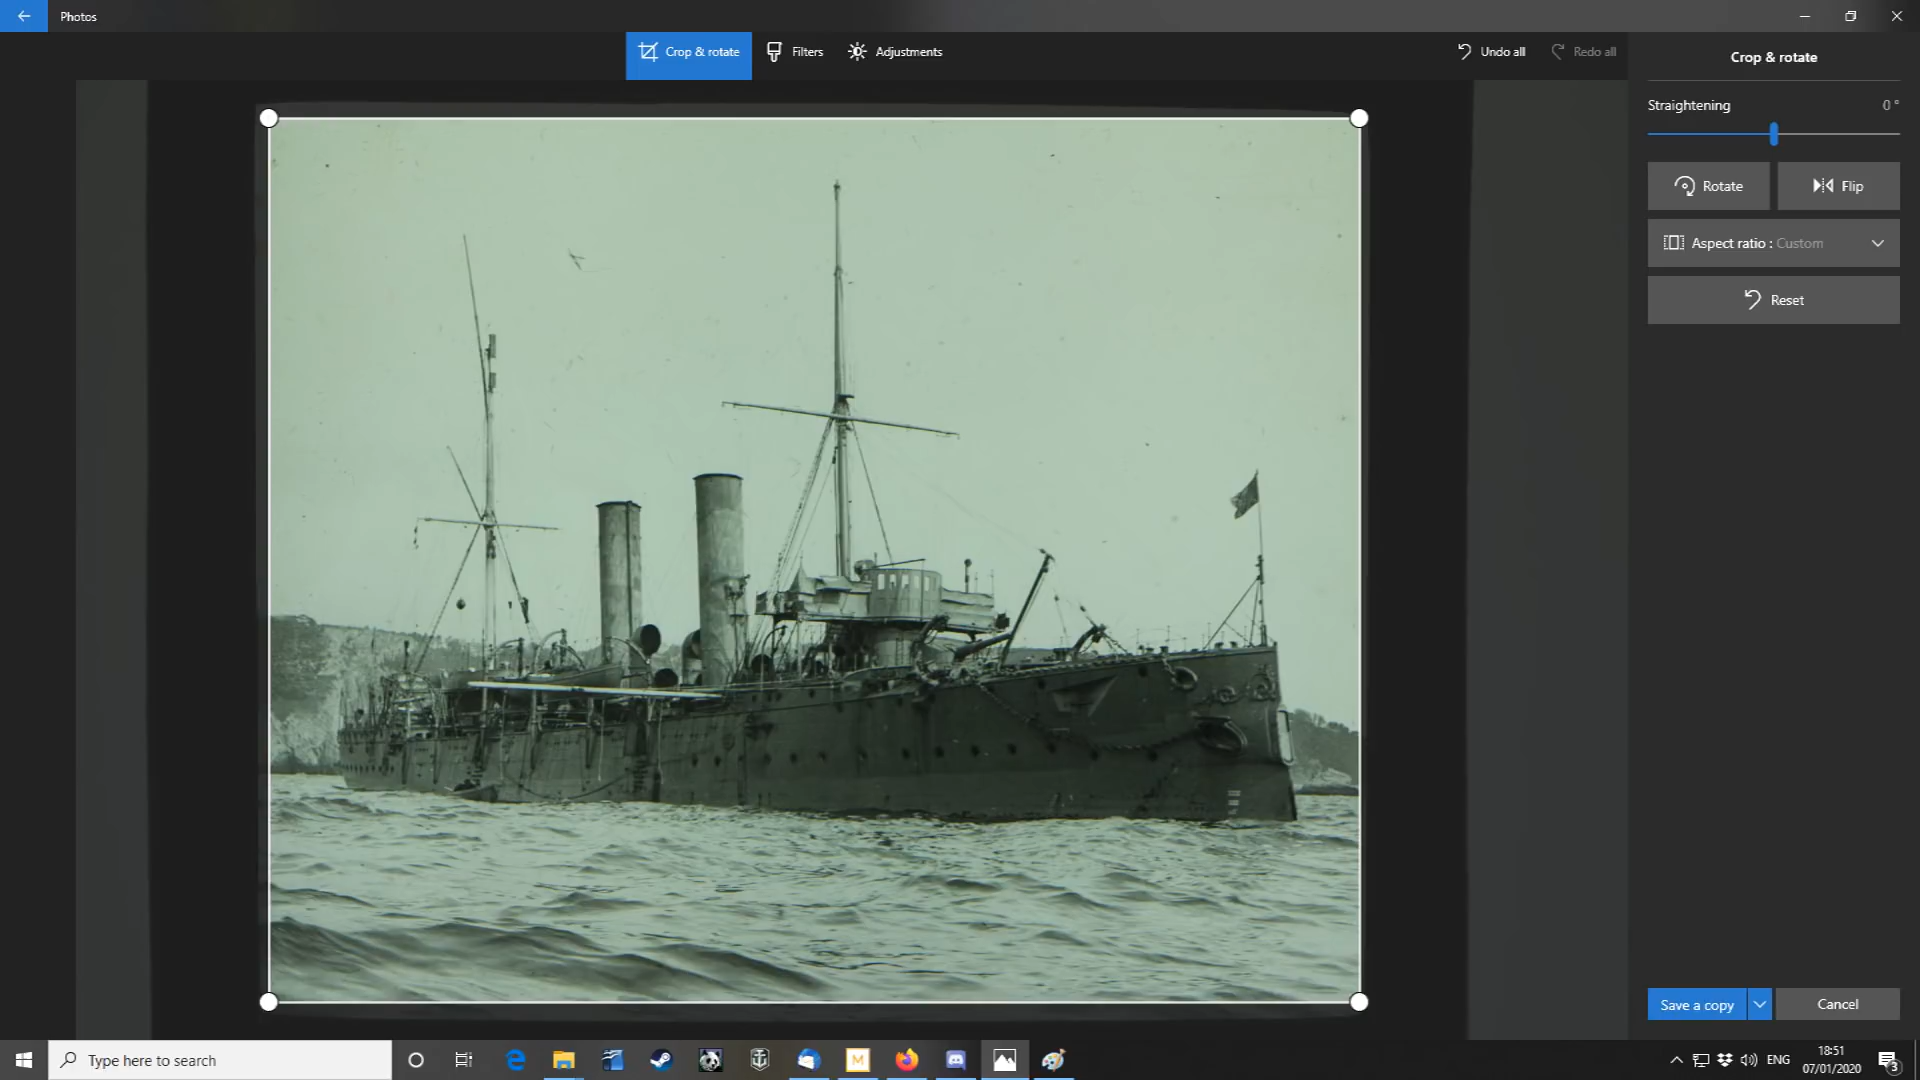 Photos
Crop & rotate
Filters
Adjustments
Undo all
Redo all
Crop & rotate
Straightening
0 °
Rotate
Flip
Aspect ratio : Custom
Reset
Save a copy
Cancel
Type here to search
M
ENG
18:51
07/01/2020
3